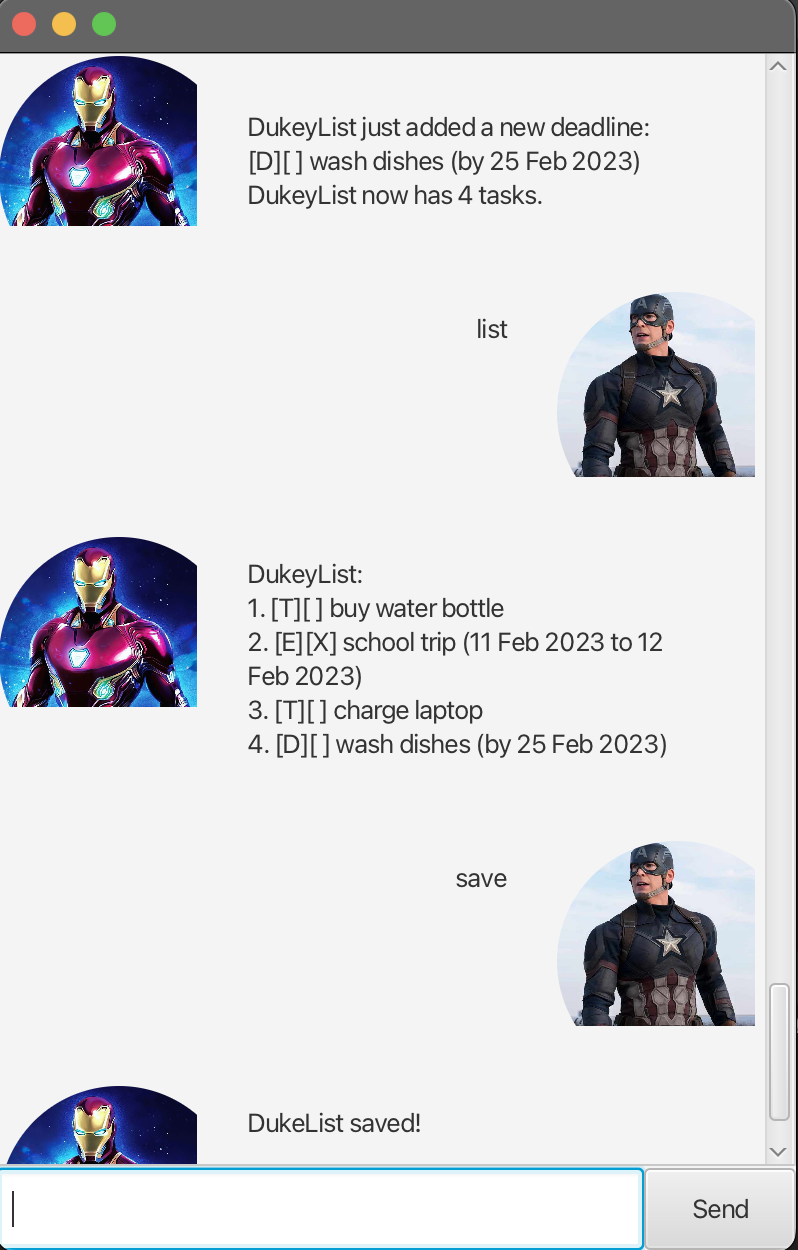 DukeyList just added a new deadline:
[D][ ] wash dishes (by 25 Feb 2023)
DukeyList now has 4 tasks.
list
DukeyList:
1. [T][ ] buy water bottle
2. [E][X] school trip (11 Feb 2023 to 12
Feb 2023)
3. [T][ ] charge laptop
4. [D][ ] wash dishes (by 25 Feb 2023)
save
DukeList saved!
Send